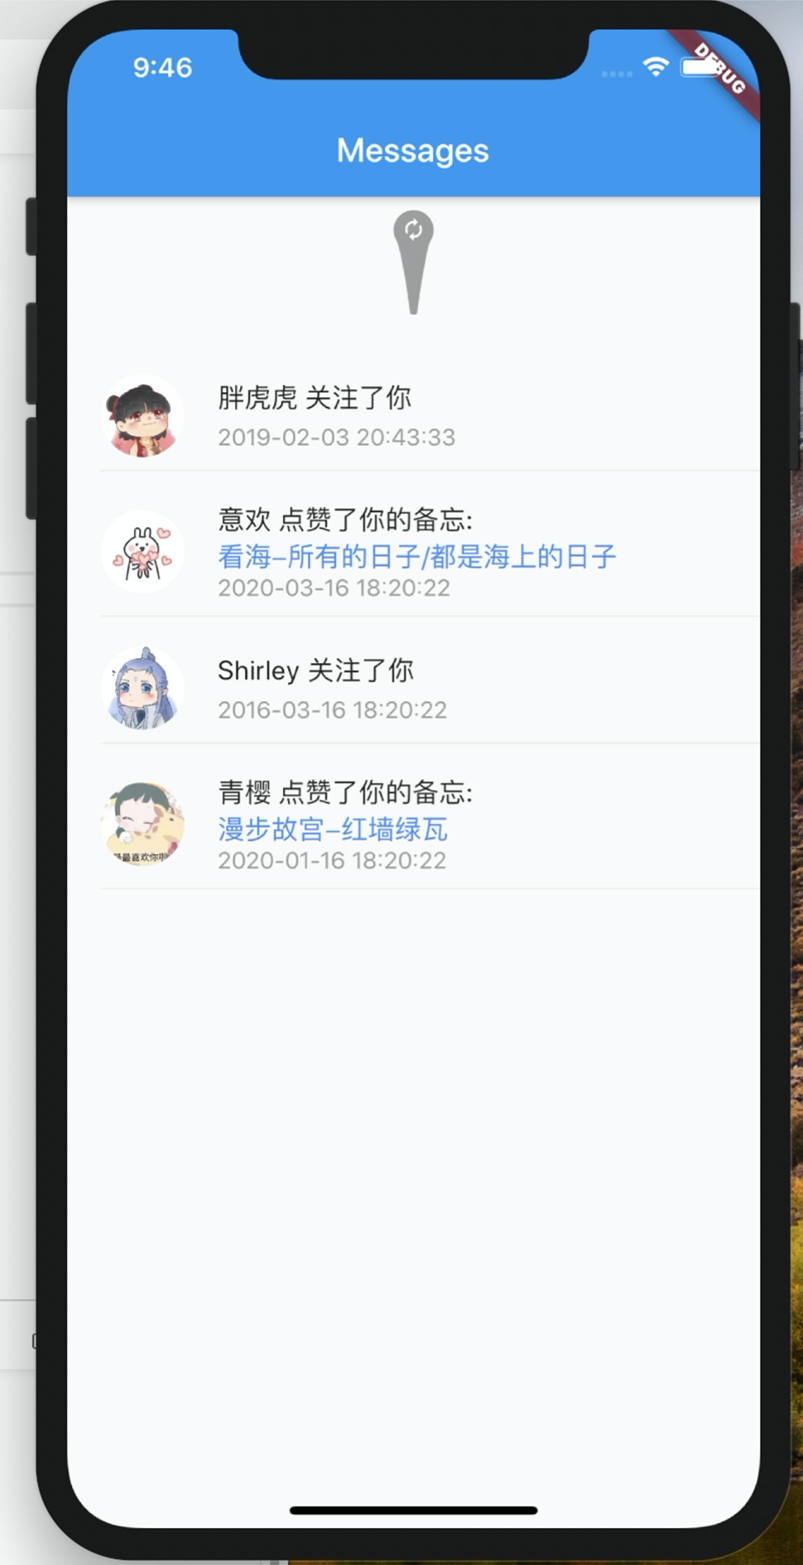 9:46
DEBUG
Messages
胖虎虎 关注了你
2019-02-03 20:43:33
意欢 点赞了你的备忘:
看海–所有的日子/都是海上的日子
2020-03-16 18:20:22
Shirley 关注了你
2016-03-16 18:20:22
青樱 点赞了你的备忘:
漫步故宫–红墙绿瓦
2020-01-16 18:20:22